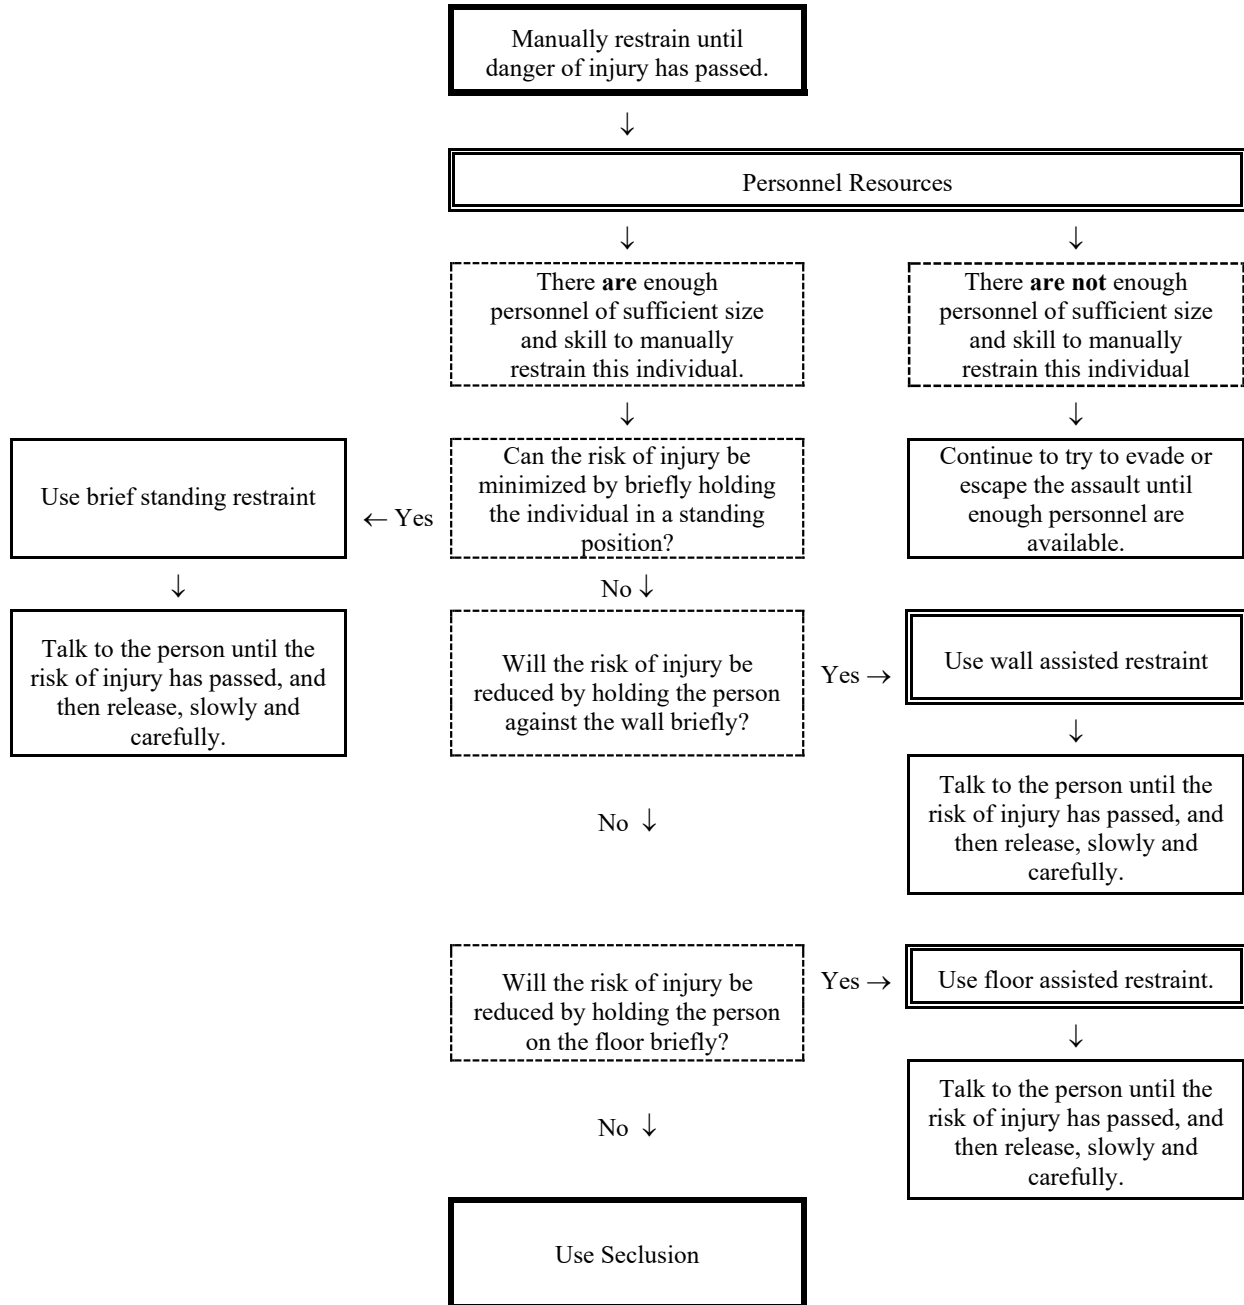 Manually restrain until
danger of injury has passed.
↓
Personnel Resources
↓
↓
There are enough
personnel of sufficient size
and skill to manually
restrain this individual.
There are not enough
personnel of sufficient size
and skill to manually
restrain this individual
↓
↓
Use brief standing restraint
← Yes
Can the risk of injury be
minimized by briefly holding
the individual in a standing
position?
Continue to try to evade or
escape the assault until
enough personnel are
available.
↓
No ↓
Talk to the person until the
risk of injury has passed, and
then release, slowly and
carefully.
Will the risk of injury be
reduced by holding the person
against the wall briefly?
Yes →
Use wall assisted restraint
↓
No ↓
Talk to the person until the
risk of injury has passed, and
then release, slowly and
carefully.
Will the risk of injury be
reduced by holding the person
on the floor briefly?
Yes →
Use floor assisted restraint.
↓
No ↓
Talk to the person until the
risk of injury has passed, and
then release, slowly and
carefully.
Use Seclusion